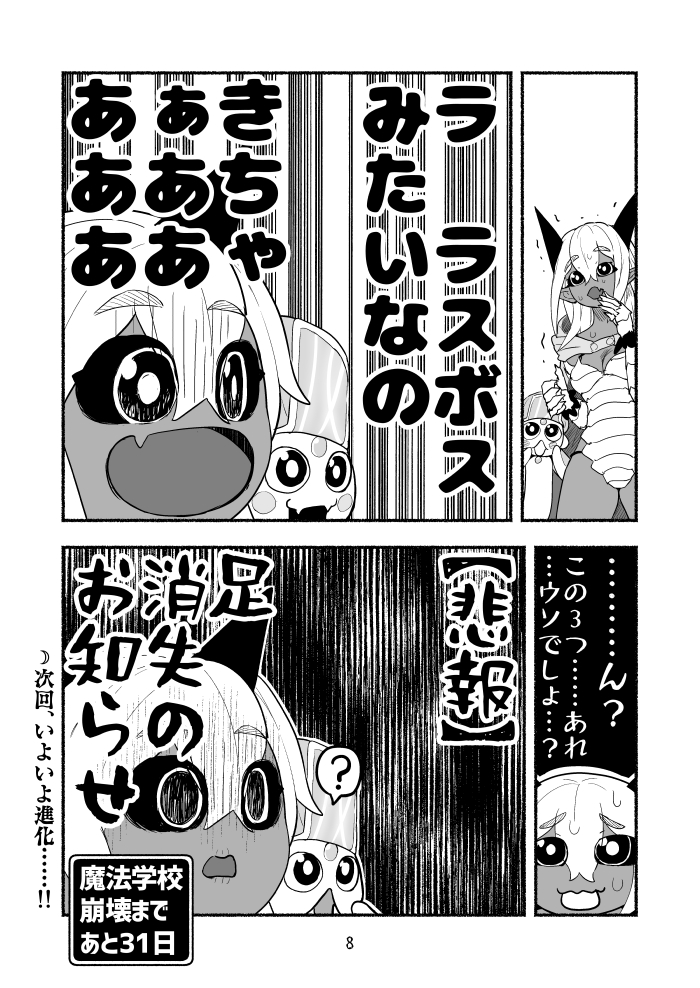 ラ ラスボス
みたいなの
きちゃ
ぁああ
あああ
………ん?
この3つ……あれ
…ウソでしょ…?
【悲報】
足
消失の
お知らせ
?
☽次回、いよいよ進化……!!
魔法学校
崩壊まで
あと31日
8